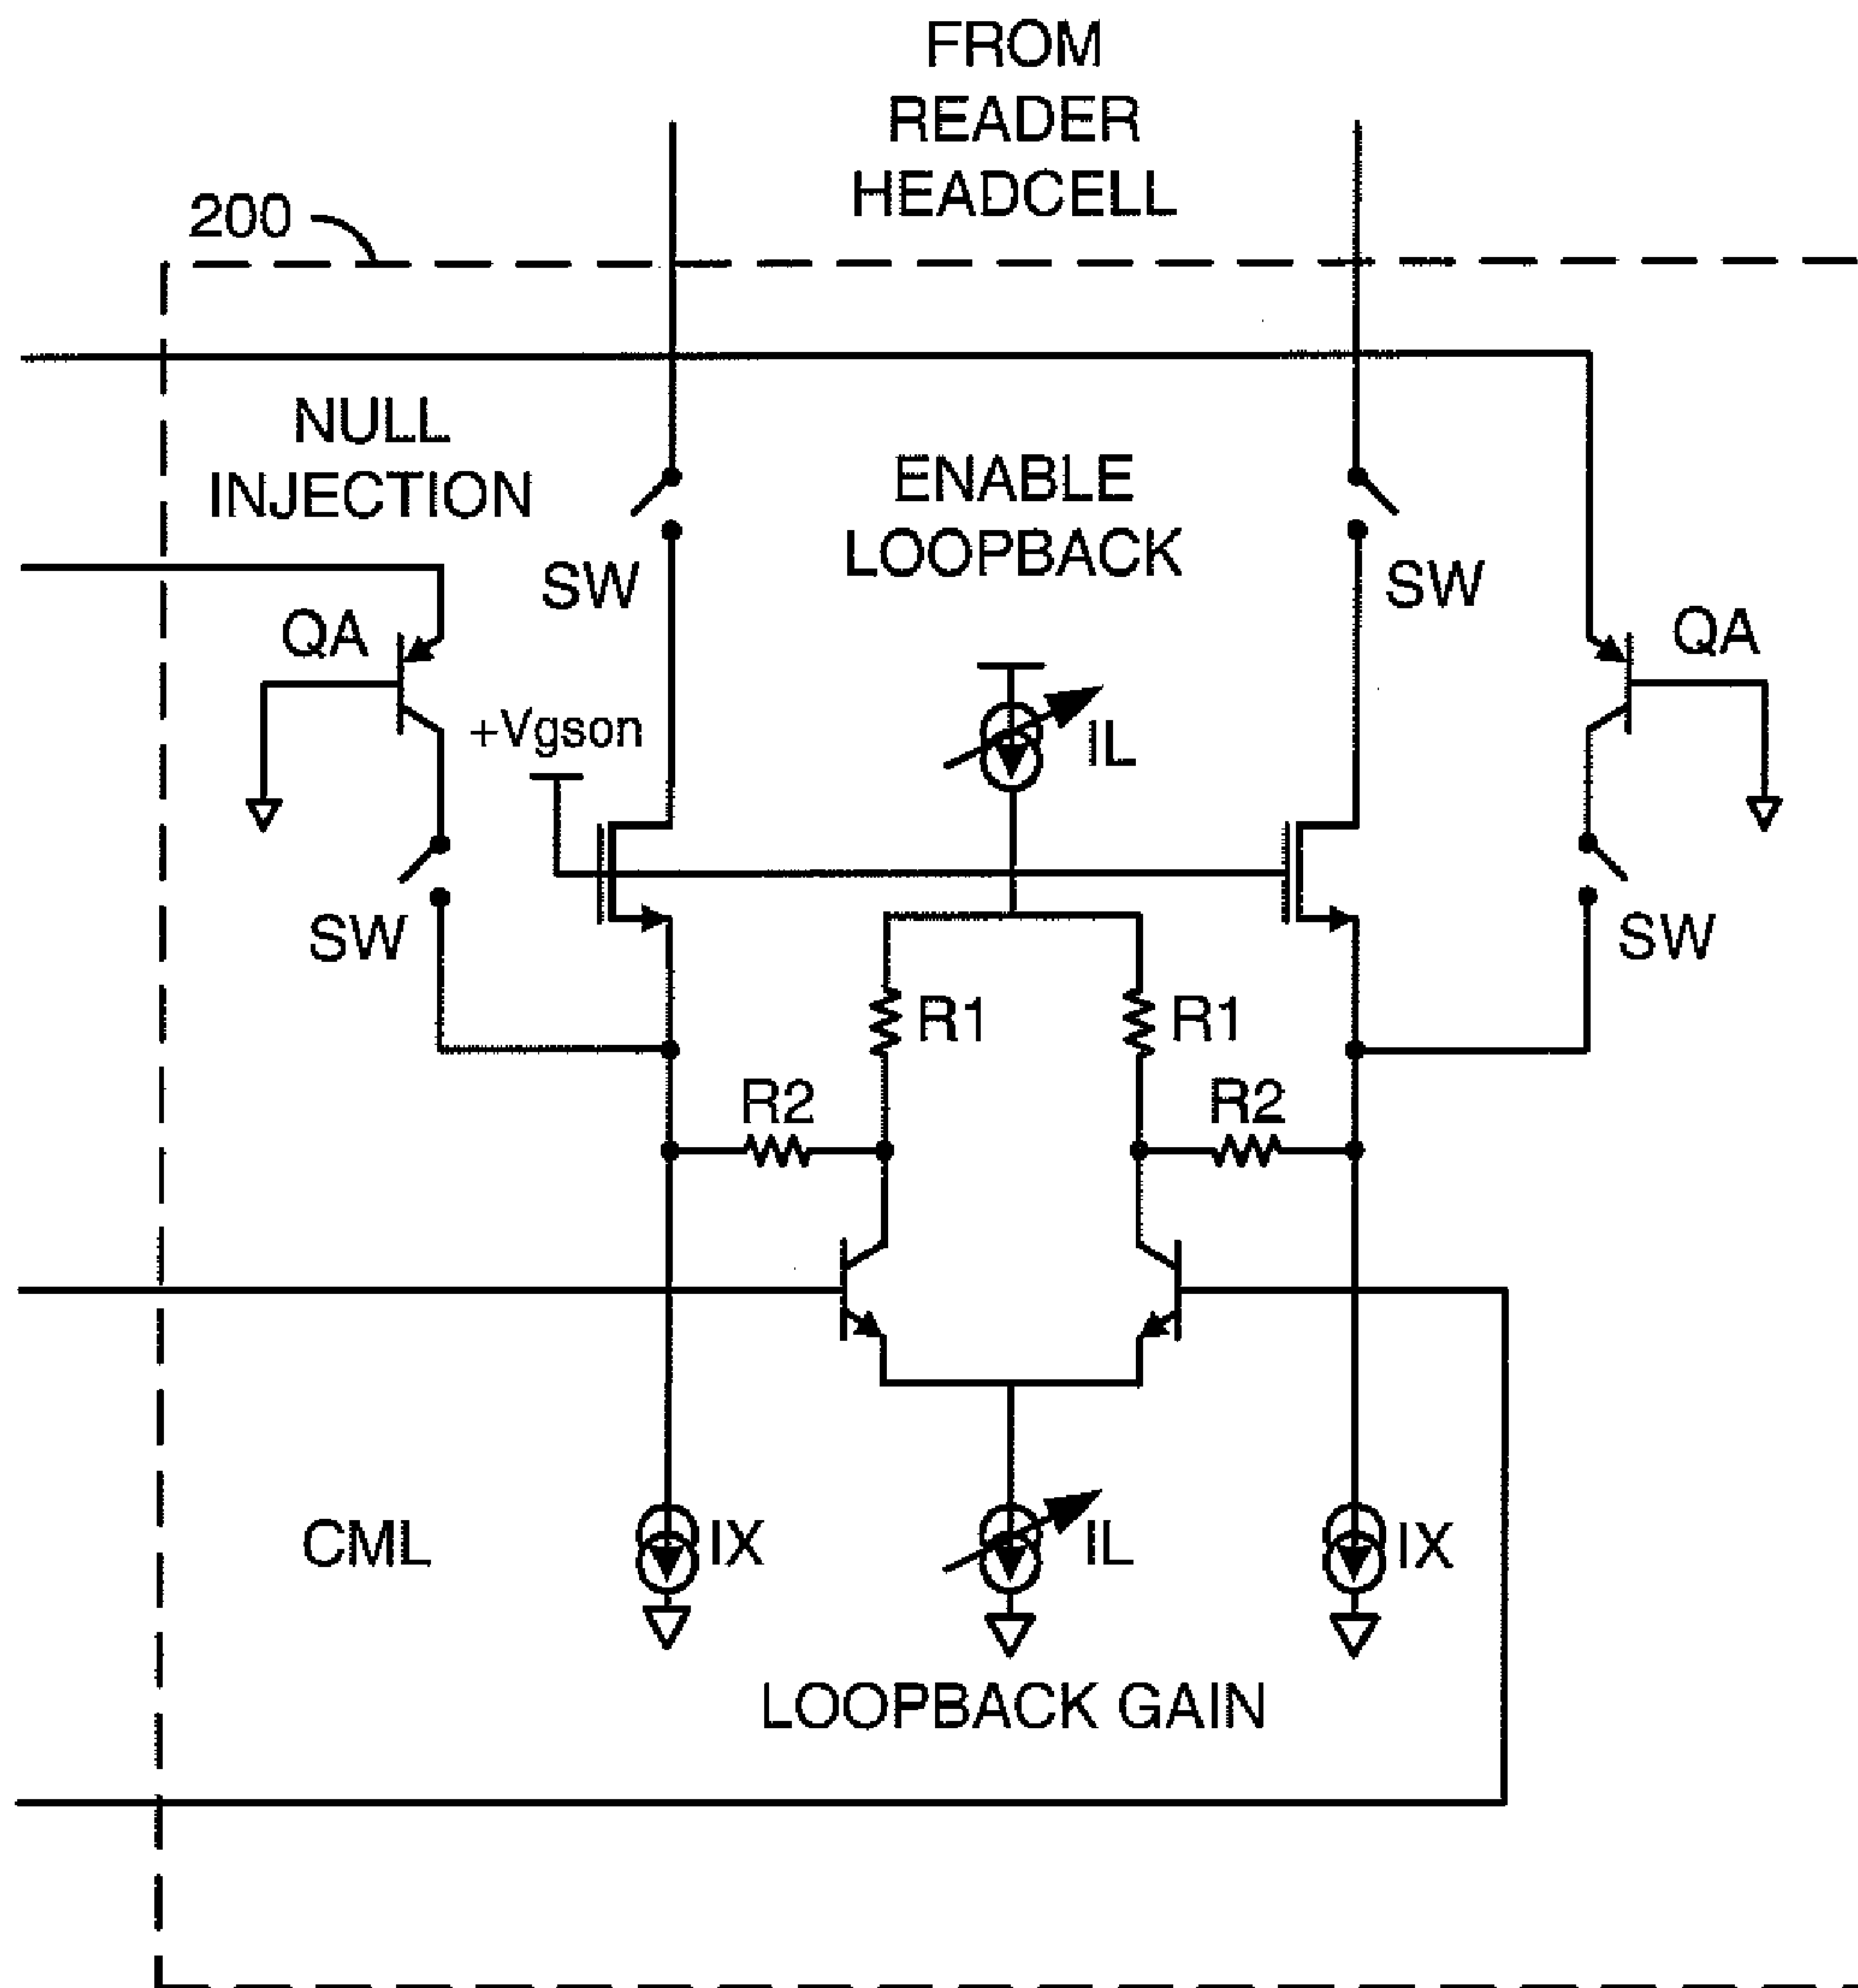 FROM
READER
HEADCELL
200
NULL
INJECTION
ENABLE
LOOPBACK
SW
SW
QA
QA
+Vgson
IL
SW
SW
R1
R1
R2
R2
CML
IX
IL
IX
LOOPBACK GAIN